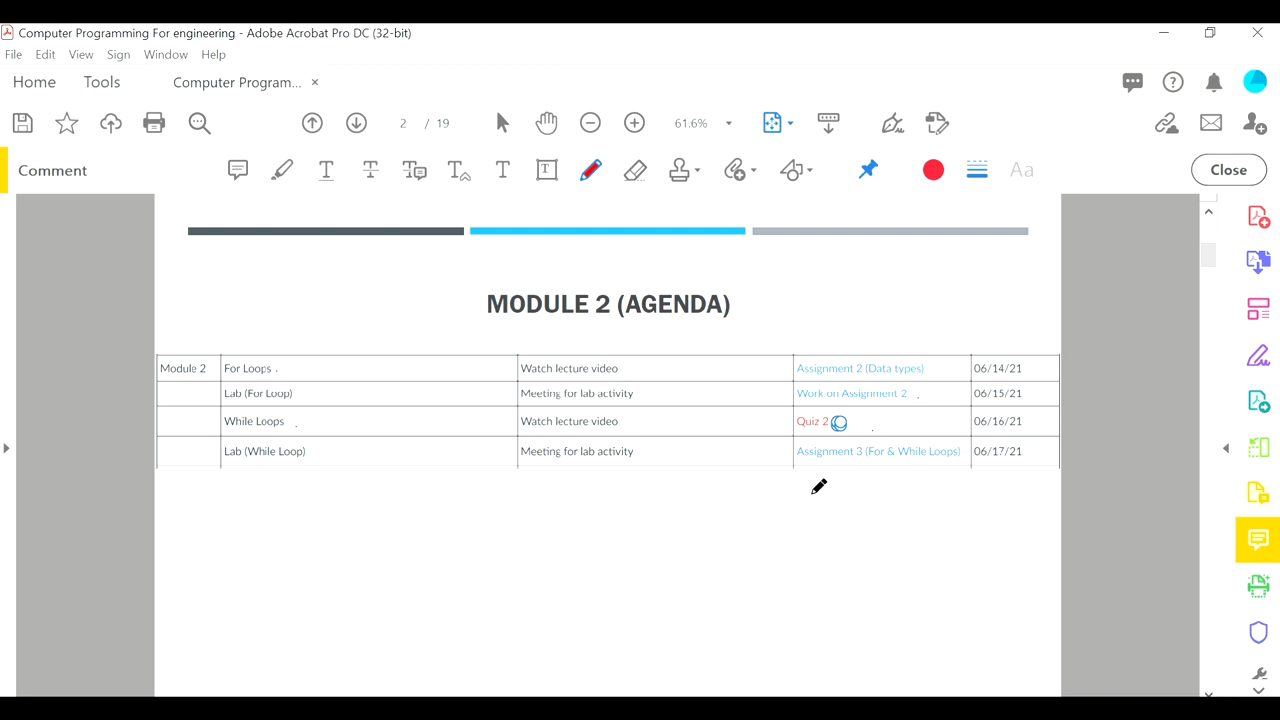 Computer Programming For engineering - Adobe Acrobat Pro DC (32-bit)
File Edit View Sign Window Help
Home Tools Computer Program... ×
2 / 19 61.6%
Comment
Aa
Close
MODULE 2 (AGENDA)
Module 2 For Loops Watch lecture video Assignment 2 (Data types) 06/14/21
Lab (For Loop) Meeting for lab activity Work on Assignment 2 06/15/21
While Loops Watch lecture video Quiz 2 06/16/21
Lab (While Loop) Meeting for lab activity Assignment 3 (For & While Loops) 06/17/21